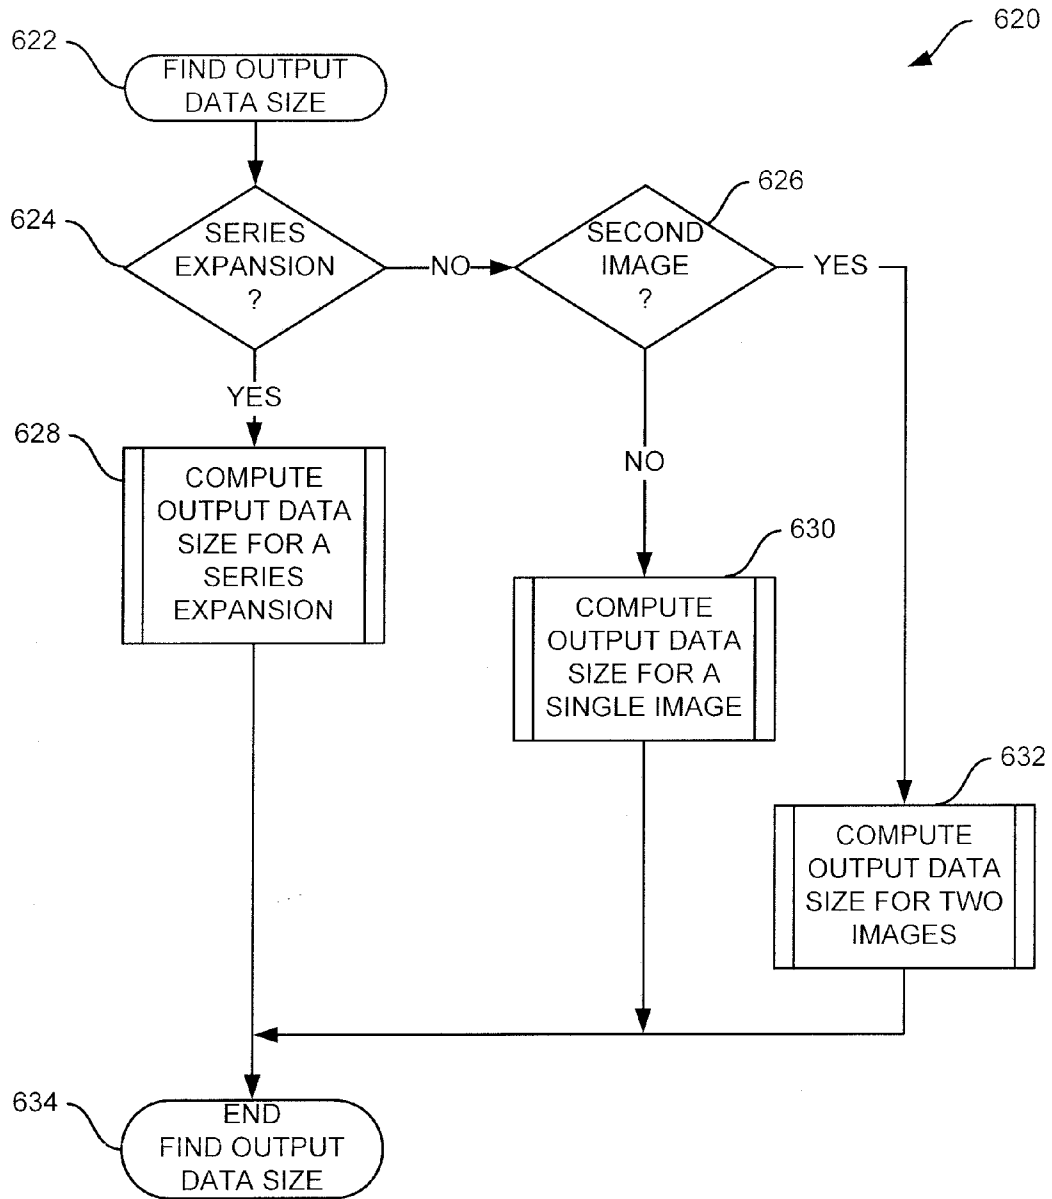 620
622
FIND OUTPUT
DATA SIZE
624
SERIES
EXPANSION
?
NO
626
SECOND
IMAGE
?
YES
YES
628
COMPUTE
OUTPUT DATA
SIZE FOR A
SERIES
EXPANSION
NO
630
COMPUTE
OUTPUT DATA
SIZE FOR A
SINGLE IMAGE
632
COMPUTE
OUTPUT DATA
SIZE FOR TWO
IMAGES
634
END
FIND OUTPUT
DATA SIZE